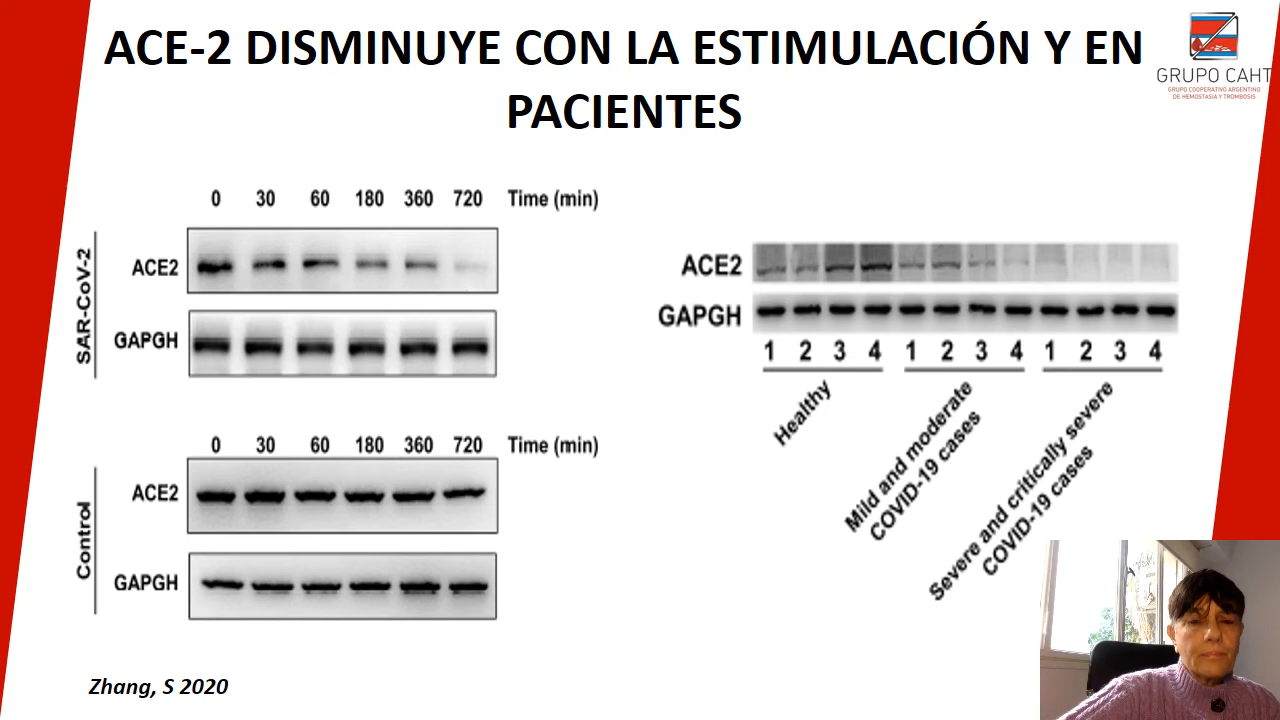 ACE-2 DISMINUYE CON LA ESTIMULACIÓN Y EN
PACIENTES
GRUPO CAHT
GRUPO COOPERATIVO ARGENTINO
DE HEMOSTASIA Y TROMBOSIS
0 30 60 180 360 720 Time (min)
SAR-CoV-2
ACE2
GAPGH
0 30 60 180 360 720 Time (min)
Control
ACE2
GAPGH
ACE2
GAPGH
1 2 3 4 1 2 3 4 1 2 3 4
Healthy
Mild and moderate
COVID-19 cases
Severe and critically severe
COVID-19 cases
Zhang, S 2020